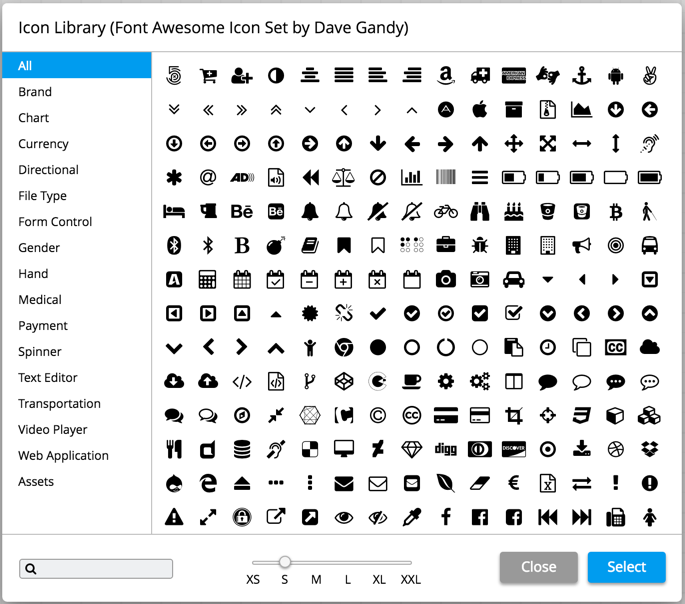 Icon Library (Font Awesome Icon Set by Dave Gandy)
All
Brand
Chart
Currency
Directional
File Type
Form Control
Gender
Hand
Medical
Payment
Spinner
Text Editor
Transportation
Video Player
Web Application
Assets
XS S M L XL XXL
Close
Select